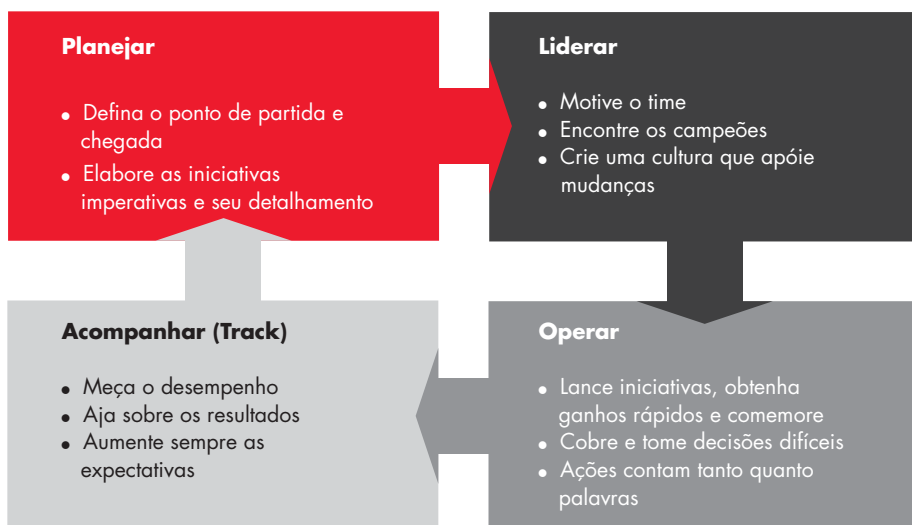 Planejar
• Defina o ponto de partida e
chegada
• Elabore as iniciativas
imperativas e seu detalhamento
Liderar
• Motive o time
• Encontre os campeões
• Crie uma cultura que apóie
mudanças
Acompanhar (Track)
• Meça o desempenho
• Aja sobre os resultados
• Aumente sempre as
expectativas
Operar
• Lance iniciativas, obtenha
ganhos rápidos e comemore
• Cobre e tome decisões difíceis
• Ações contam tanto quanto
palavras